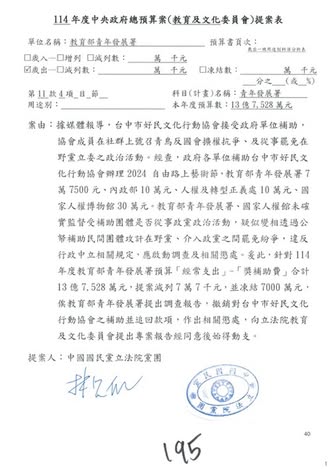 114 年度中央政府總預算案(教育及文化委員會)提案表
單位名稱：教育部青年發展署
預算書頁次：
□歲入－□增列 □減列數： 萬 千元
☑歲出－□減列數： 萬 千元
□凍結數： 萬 千元
分之 (或 %)
■ 11 款 4 項_目_節
科目(計畫)名稱：青年發展署
用途別：
本年度預算數：13 億 7,528 萬元
案由：據媒體報導，台中市好民文化行動協會接受政府單位補助，
協會成員在社群上號召青鳥反國會擴權抗爭、及從事罷免在
野黨立委之政治活動。經查，政府各單位補助台中市好民文
化行動協會辦理 2024 自由路上藝術節，教育部青年發展署 7
萬 7500 元、內政部 10 萬元、人權及轉型正義處 10 萬元、國
家人權博物館 30 萬元。教育部青年發展署、國家人權館未確
實監督受補助團體是否從事政黨政治活動，疑似變相透過公
帑補助民間團體政計在野、介入政黨之間罷免紛爭，違反
行政中立相關規定，應啟動調查及相關懲處。爰此，針對 114
年度教育部青年發展署預算「經常支出」-「獎補助費」合計
13 億 7,528 萬元，提案減列 7 萬 7 千元，並凍結 7000 萬元，
俟教育部青年發展署提出調查報告，撤銷對台中市好民文化
行動協會之補助並追回款項，作出相關懲處，向立法院教育
及文化委員會提出專案報告經同意後始得動支。
提案人：中國國民黨立法院黨團
40
195
1